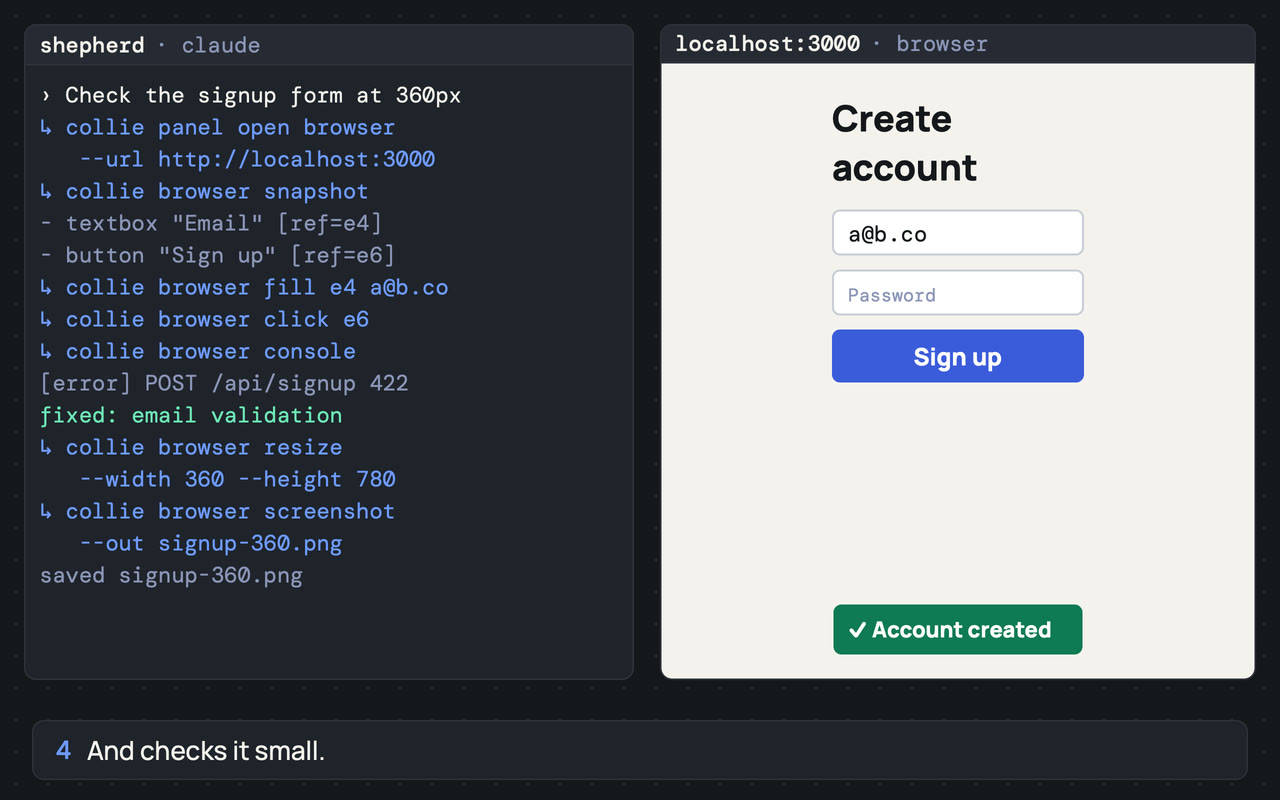 shepherd · claude
› Check the signup form at 360px
↳ collie panel open browser
--url http://localhost:3000
↳ collie browser snapshot
- textbox "Email" [ref=e4]
- button "Sign up" [ref=e6]
↳ collie browser fill e4 a@b.co
↳ collie browser click e6
↳ collie browser console
[error] POST /api/signup 422
fixed: email validation
↳ collie browser resize
--width 360 --height 780
↳ collie browser screenshot
--out signup-360.png
saved signup-360.png
localhost:3000 · browser
Create
account
a@b.co
Password
Sign up
✓ Account created
4 And checks it small.